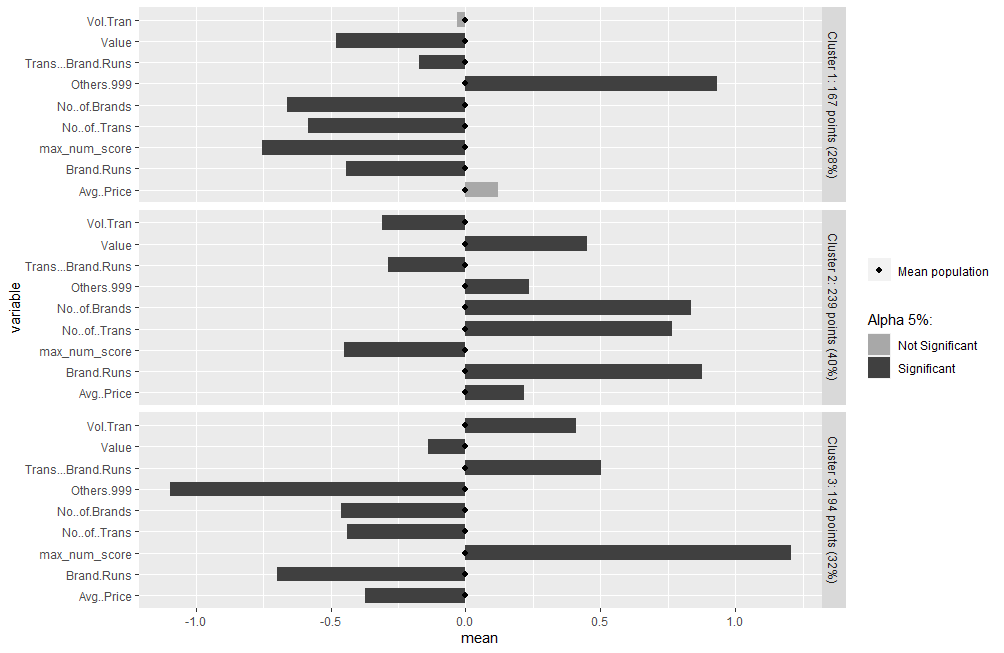 Vol.Tran
Value
Trans...Brand.Runs
Others.999
No..of.Brands
No..of..Trans
max_num_score
Brand.Runs
Avg..Price
Cluster 1: 167 points (28%)
Vol.Tran
Value
Trans...Brand.Runs
Others.999
No..of.Brands
No..of..Trans
max_num_score
Brand.Runs
Avg..Price
Cluster 2: 239 points (40%)
Vol.Tran
Value
Trans...Brand.Runs
Others.999
No..of.Brands
No..of..Trans
max_num_score
Brand.Runs
Avg..Price
Cluster 3: 194 points (32%)
variable
-1.0 -0.5 0.0 0.5 1.0
mean
Mean population
Alpha 5%:
Not Significant
Significant